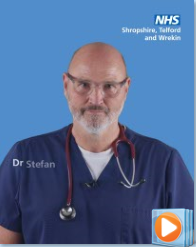 NHS
Shropshire, Telford
and Wrekin
Dr Stefan